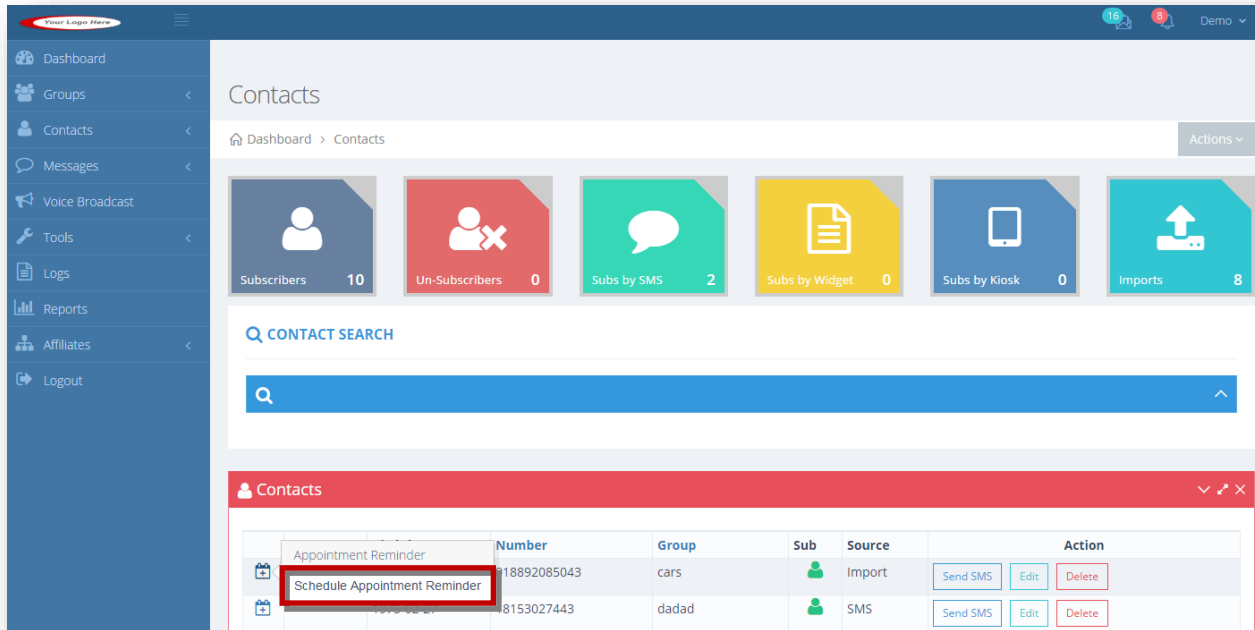 Your Logo Here
16
8
Demo
Dashboard
Groups
Contacts
Messages
Voice Broadcast
Tools
Logs
Reports
Affiliates
Logout
Contacts
Dashboard > Contacts
Actions
Subscribers 10
Un-Subscribers 0
Subs by SMS 2
Subs by Widget 0
Subs by Kiosk 0
Imports 8
CONTACT SEARCH
Contacts
Number Group Sub Source Action
Appointment Reminder
Schedule Appointment Reminder
918892085043 cars Import Send SMS Edit Delete
18153027443 dadad SMS Send SMS Edit Delete